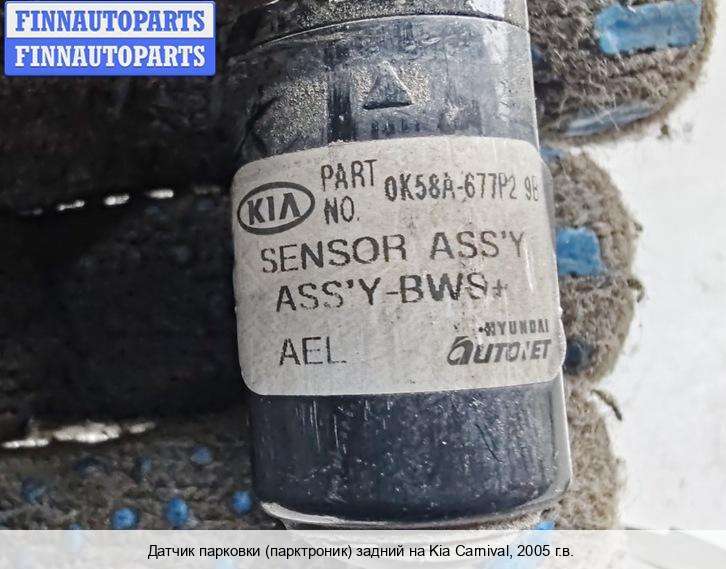 FINNAUTOPARTS
FINNAUTOPARTS
KIA
PART NO. 0K58A-677P2 9B
SENSOR ASS'Y
ASS'Y-BWS+
AEL
HYUNDAI
AUTONET
Датчик парковки (парктроник) задний на Kia Carnival, 2005 г.в.